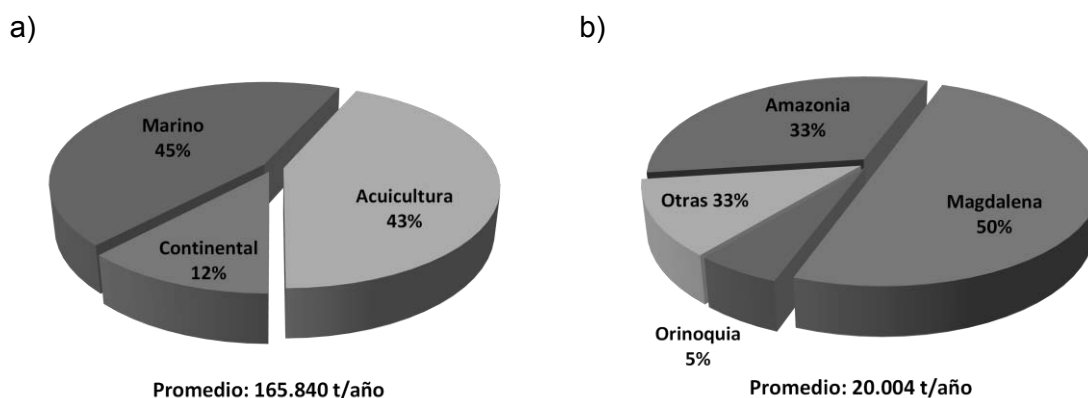 a)
Marino
45%
Acuicultura
43%
Continental
12%
Promedio: 165.840 t/año
b)
Amazonia
33%
Otras 33%
Magdalena
50%
Orinoquia
5%
Promedio: 20.004 t/año